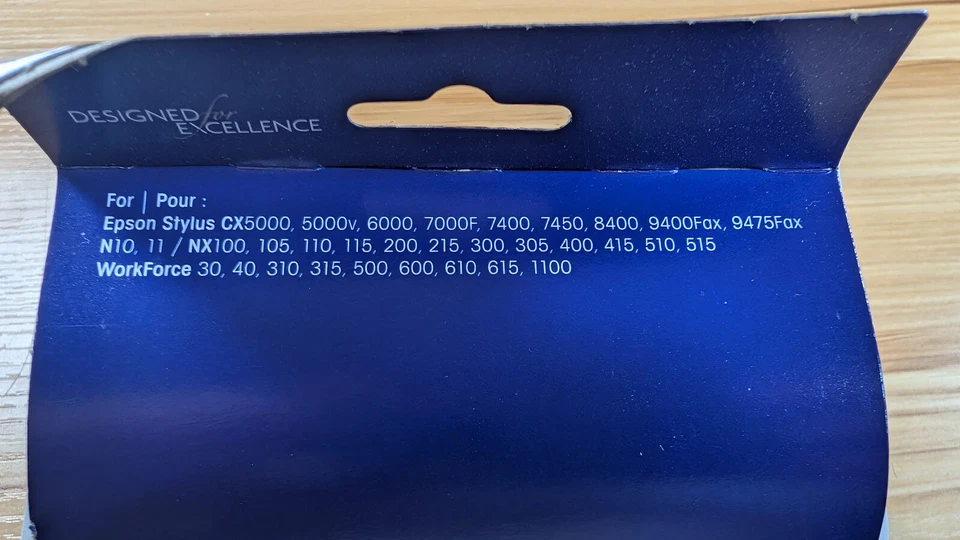 DESIGNED for
EXCELLENCE
For | Pour :
Epson Stylus CX5000, 5000v, 6000, 7000F, 7400, 7450, 8400, 9400Fax, 9475Fax
N10, 11 / NX100, 105, 110, 115, 200, 215, 300, 305, 400, 415, 510, 515
WorkForce 30, 40, 310, 315, 500, 600, 610, 615, 1100